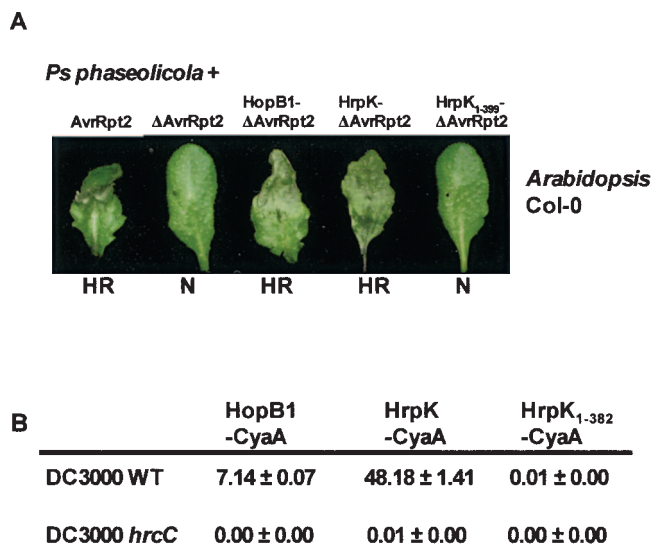 A
Ps phaseolicola +
AvrRpt2 ΔAvrRpt2 HopB1-ΔAvrRpt2 HrpK-ΔAvrRpt2 HrpK1-399-ΔAvrRpt2
Arabidopsis
Col-0
HR N HR HR N
B
HopB1 HrpK HrpK1-382
-CyaA -CyaA -CyaA
DC3000 WT 7.14 ± 0.07 48.18 ± 1.41 0.01 ± 0.00
DC3000 hrcC 0.00 ± 0.00 0.01 ± 0.00 0.00 ± 0.00